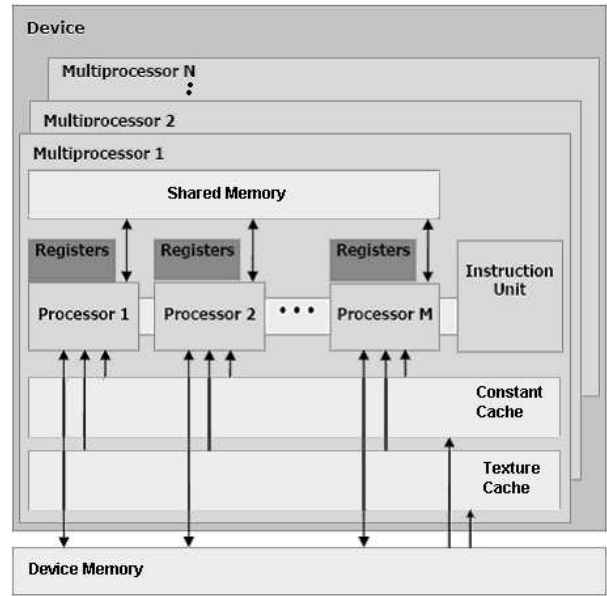 Device
Multiprocessor N
Multiprocessor 2
Multiprocessor 1
Shared Memory
Registers Registers Registers
Instruction
Unit
Processor 1 Processor 2 ••• Processor M
Constant
Cache
Texture
Cache
Device Memory